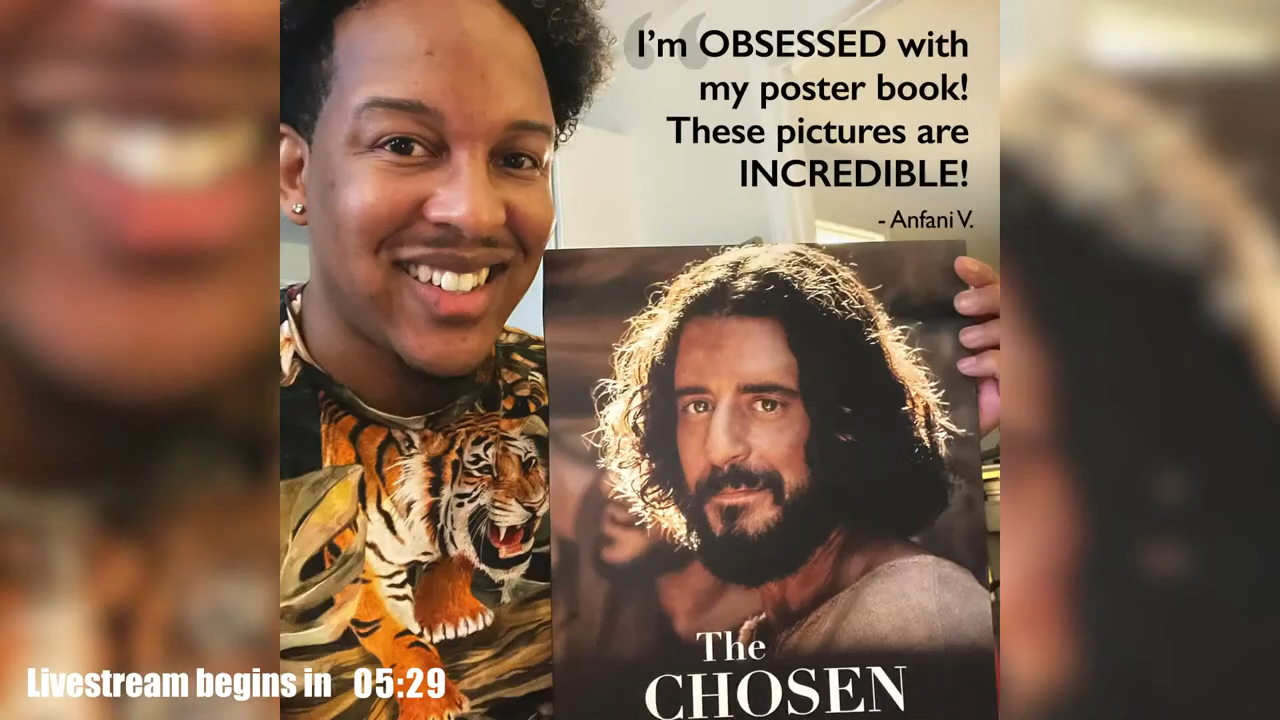 I'm OBSESSED with
my poster book!
These pictures are
INCREDIBLE!
- Anfani V.
The
CHOSEN
Livestream begins in 05:29